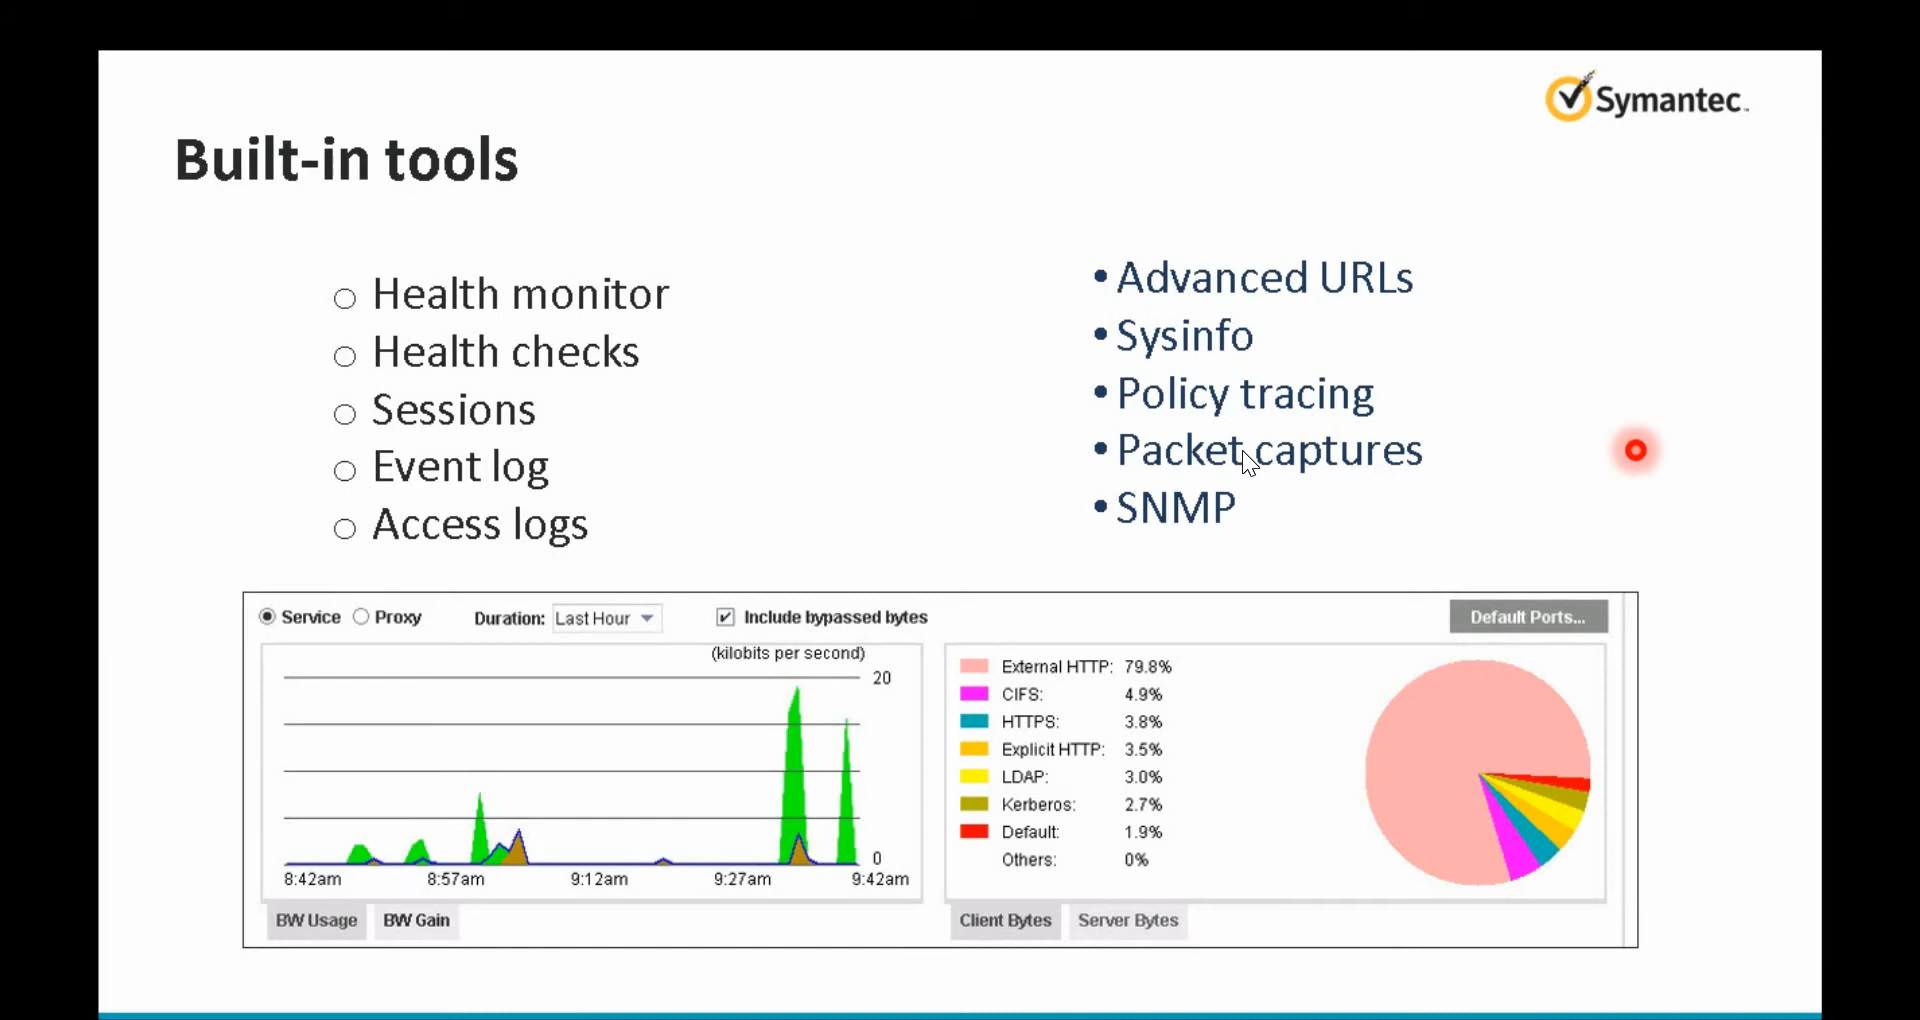 Symantec™
Built-in tools
Health monitor
Health checks
Sessions
Event log
Access logs
Advanced URLs
Sysinfo
Policy tracing
Packet captures
SNMP
Service Proxy Duration: Last Hour Include bypassed bytes Default Ports...
(kilobits per second)
20
0
8:42am 8:57am 9:12am 9:27am 9:42am
BW Usage BW Gain
External HTTP: 79.8%
CIFS: 4.9%
HTTPS: 3.8%
Explicit HTTP: 3.5%
LDAP: 3.0%
Kerberos: 2.7%
Default: 1.9%
Others: 0%
Client Bytes Server Bytes